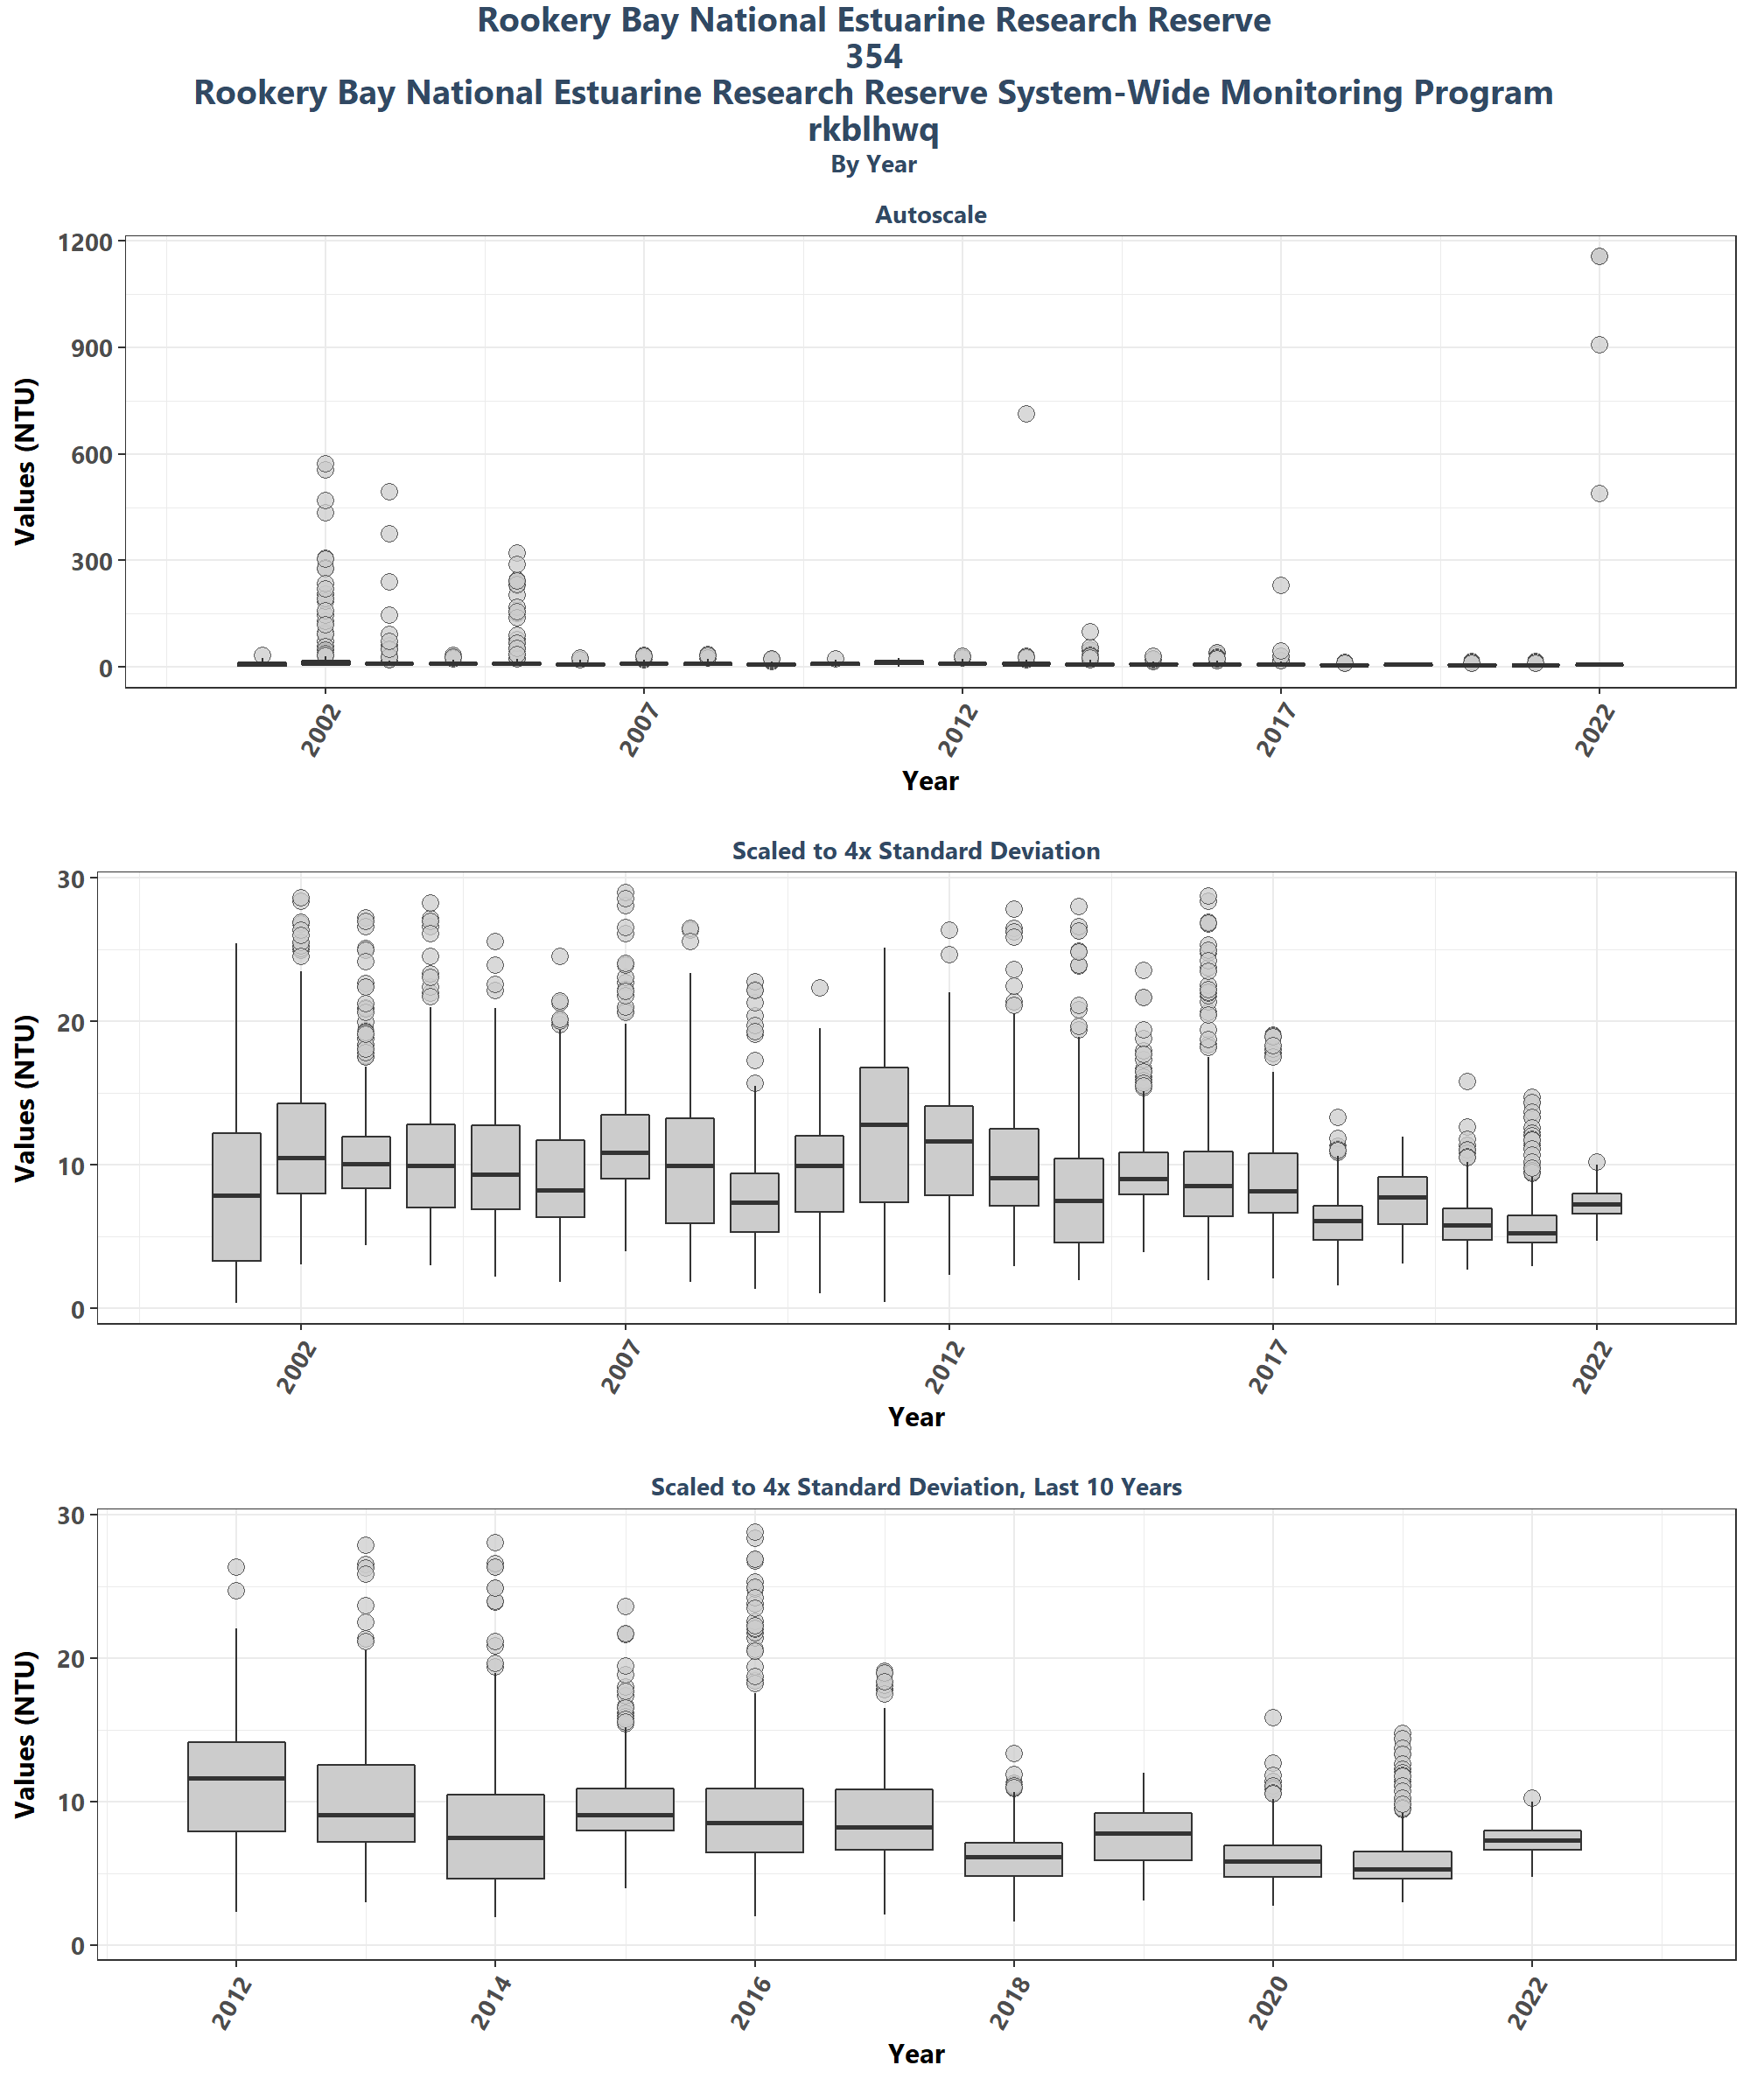 Rookery Bay National Estuarine Research Reserve
354
Rookery Bay National Estuarine Research Reserve System-Wide Monitoring Program
rkblhwq
By Year
Autoscale
Values (NTU)
1200
900
600
300
0
2002 2007 2012 2017 2022
Year
Scaled to 4x Standard Deviation
Values (NTU)
30
20
10
0
2002 2007 2012 2017 2022
Year
Scaled to 4x Standard Deviation, Last 10 Years
Values (NTU)
30
20
10
0
2012 2014 2016 2018 2020 2022
Year